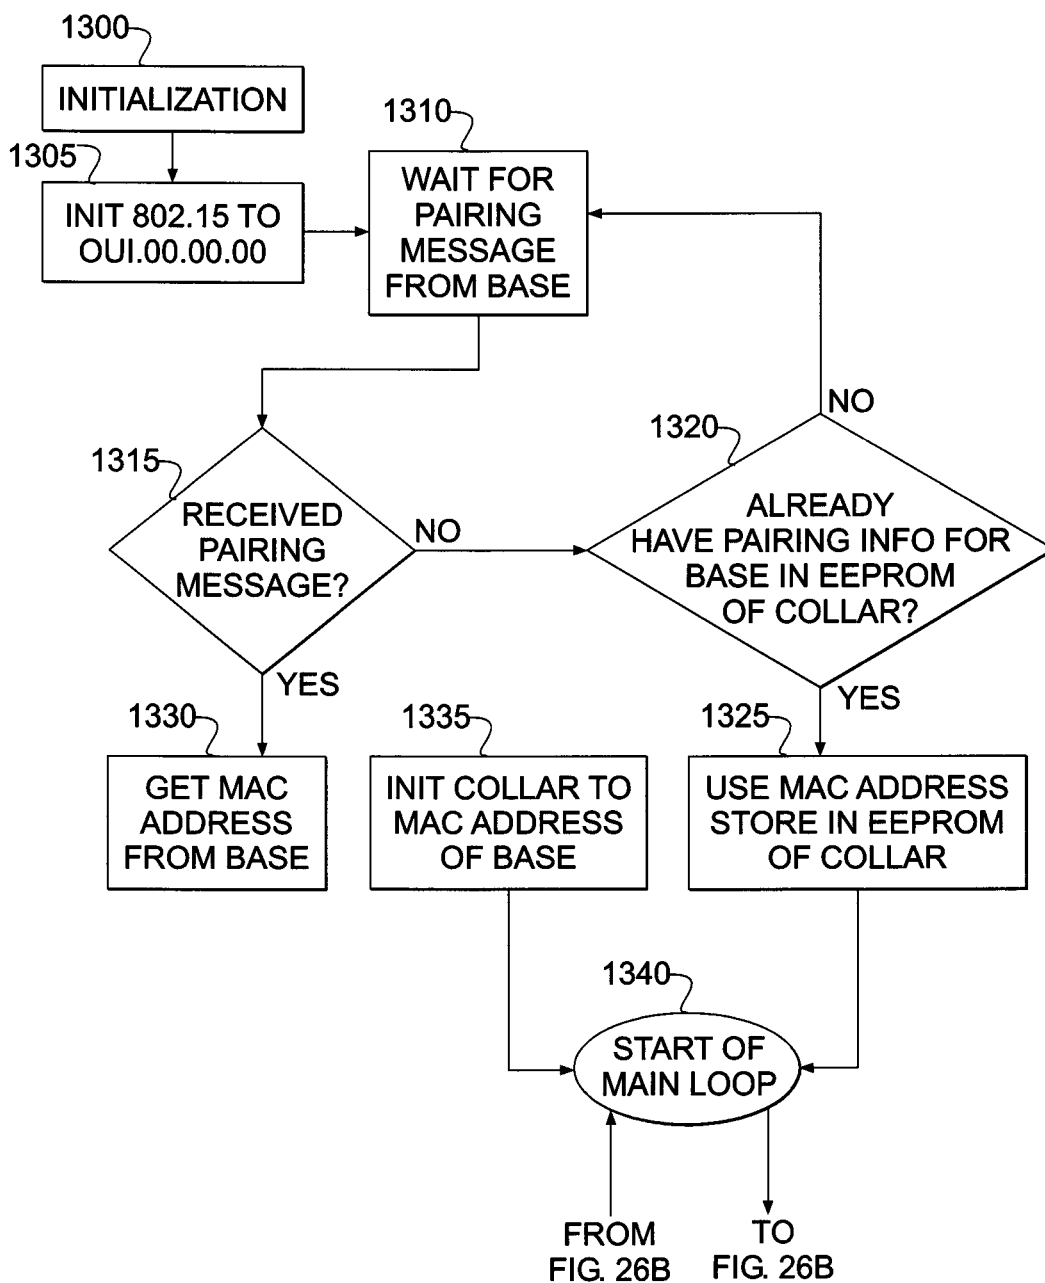 1300
INITIALIZATION
1305
INIT 802.15 TO
OUI.00.00.00
1310
WAIT FOR
PAIRING
MESSAGE
FROM BASE
1315
RECEIVED
PAIRING
MESSAGE?
NO
YES
1320
NO
ALREADY
HAVE PAIRING INFO FOR
BASE IN EEPROM
OF COLLAR?
YES
1330
GET MAC
ADDRESS
FROM BASE
1335
INIT COLLAR TO
MAC ADDRESS
OF BASE
1325
USE MAC ADDRESS
STORE IN EEPROM
OF COLLAR
1340
START OF
MAIN LOOP
FROM
FIG. 26B
TO
FIG. 26B